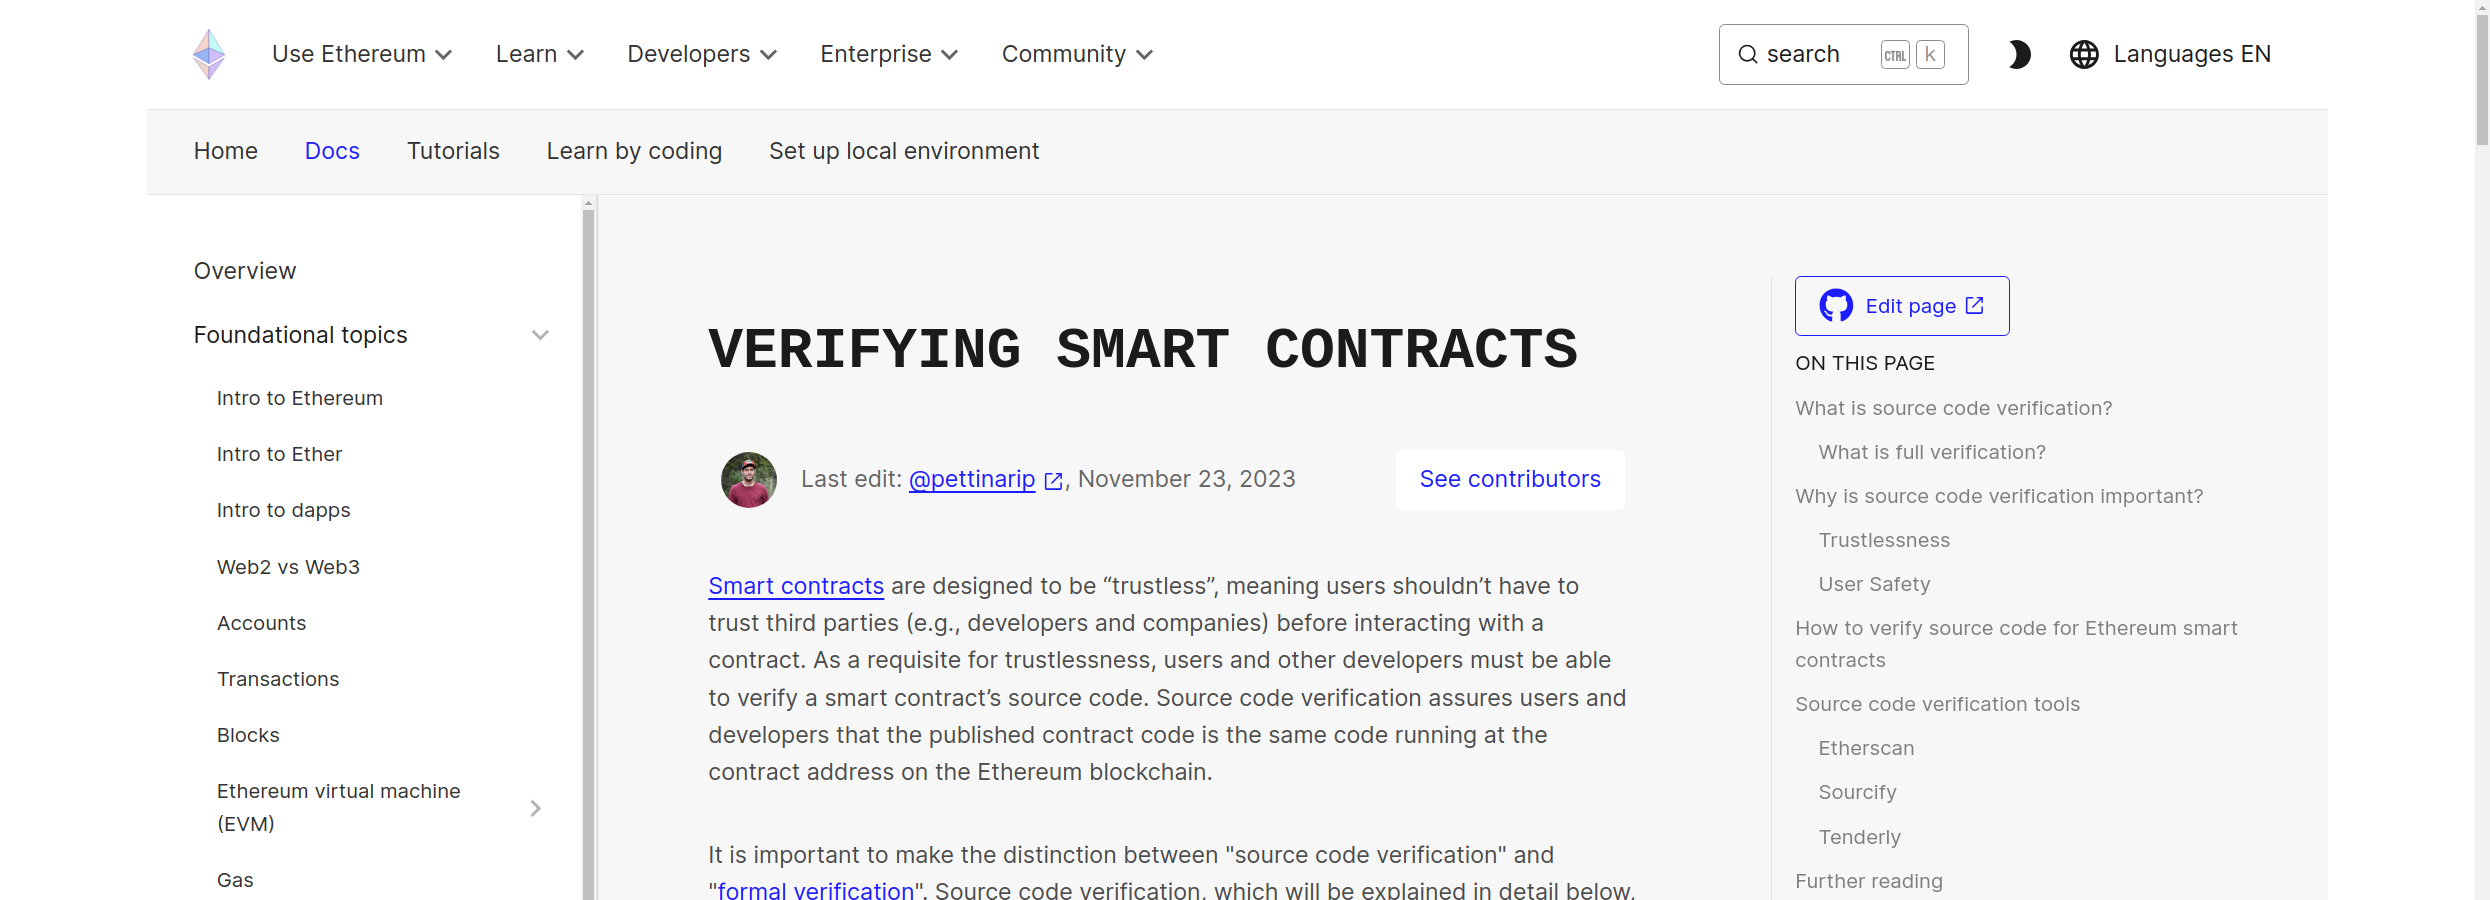 Use Ethereum
Learn
Developers
Enterprise
Community
search
CTRL
k
Languages EN
Home
Docs
Tutorials
Learn by coding
Set up local environment
Overview
Foundational topics
Intro to Ethereum
Intro to Ether
Intro to dapps
Web2 vs Web3
Accounts
Transactions
Blocks
Ethereum virtual machine
(EVM)
Gas
VERIFYING SMART CONTRACTS
Last edit: @pettinarip , November 23, 2023
See contributors
Smart contracts are designed to be “trustless”, meaning users shouldn’t have to
trust third parties (e.g., developers and companies) before interacting with a
contract. As a requisite for trustlessness, users and other developers must be able
to verify a smart contract’s source code. Source code verification assures users and
developers that the published contract code is the same code running at the
contract address on the Ethereum blockchain.
It is important to make the distinction between "source code verification" and
"formal verification". Source code verification, which will be explained in detail below,
Edit page
ON THIS PAGE
What is source code verification?
What is full verification?
Why is source code verification important?
Trustlessness
User Safety
How to verify source code for Ethereum smart
contracts
Source code verification tools
Etherscan
Sourcify
Tenderly
Further reading